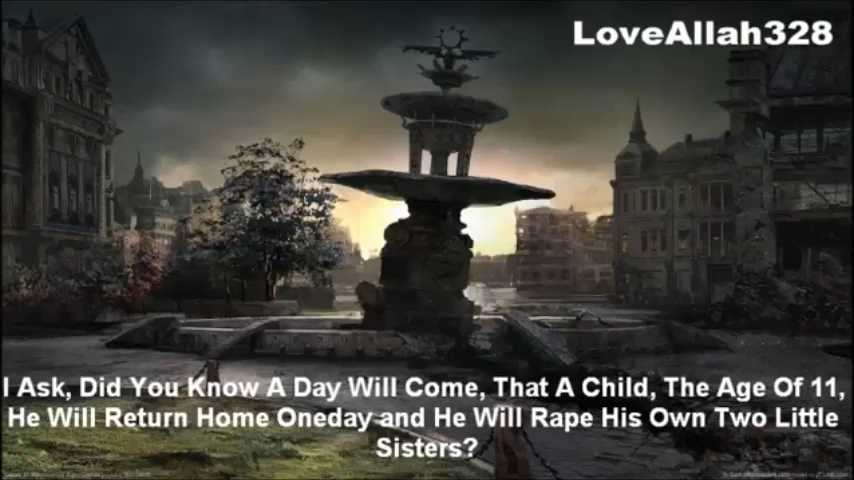 LoveAllah328
I Ask, Did You Know A Day Will Come, That A Child, The Age Of 11,
He Will Return Home Oneday and He Will Rape His Own Two Little
Sisters?